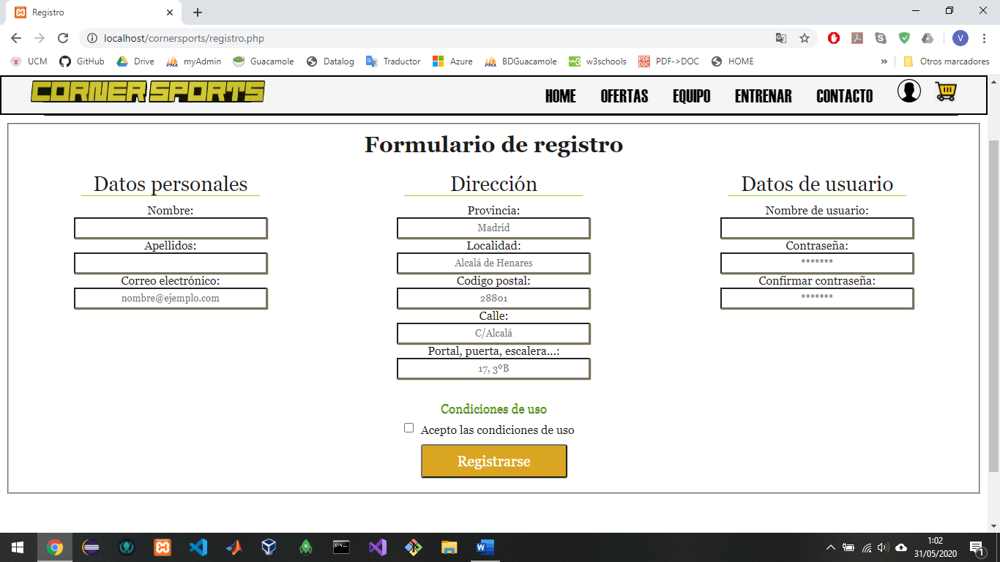 Registro
localhost/cornersports/registro.php
V
UCM GitHub Drive myAdmin Guacamole Datalog Traductor Azure BDGuacamole w3schools PDF->DOC HOME » Otros marcadores
CORNER SPORTS
HOME OFERTAS EQUIPO ENTRENAR CONTACTO
Formulario de registro
Datos personales
Nombre:
Apellidos:
Correo electrónico:
nombre@ejemplo.com
Dirección
Provincia:
Madrid
Localidad:
Alcalá de Henares
Codigo postal:
28801
Calle:
C/Alcalá
Portal, puerta, escalera...:
17, 3ºB
Datos de usuario
Nombre de usuario:
Contraseña:
*******
Confirmar contraseña:
*******
Condiciones de uso
Acepto las condiciones de uso
Registrarse
1:02
31/05/2020
1